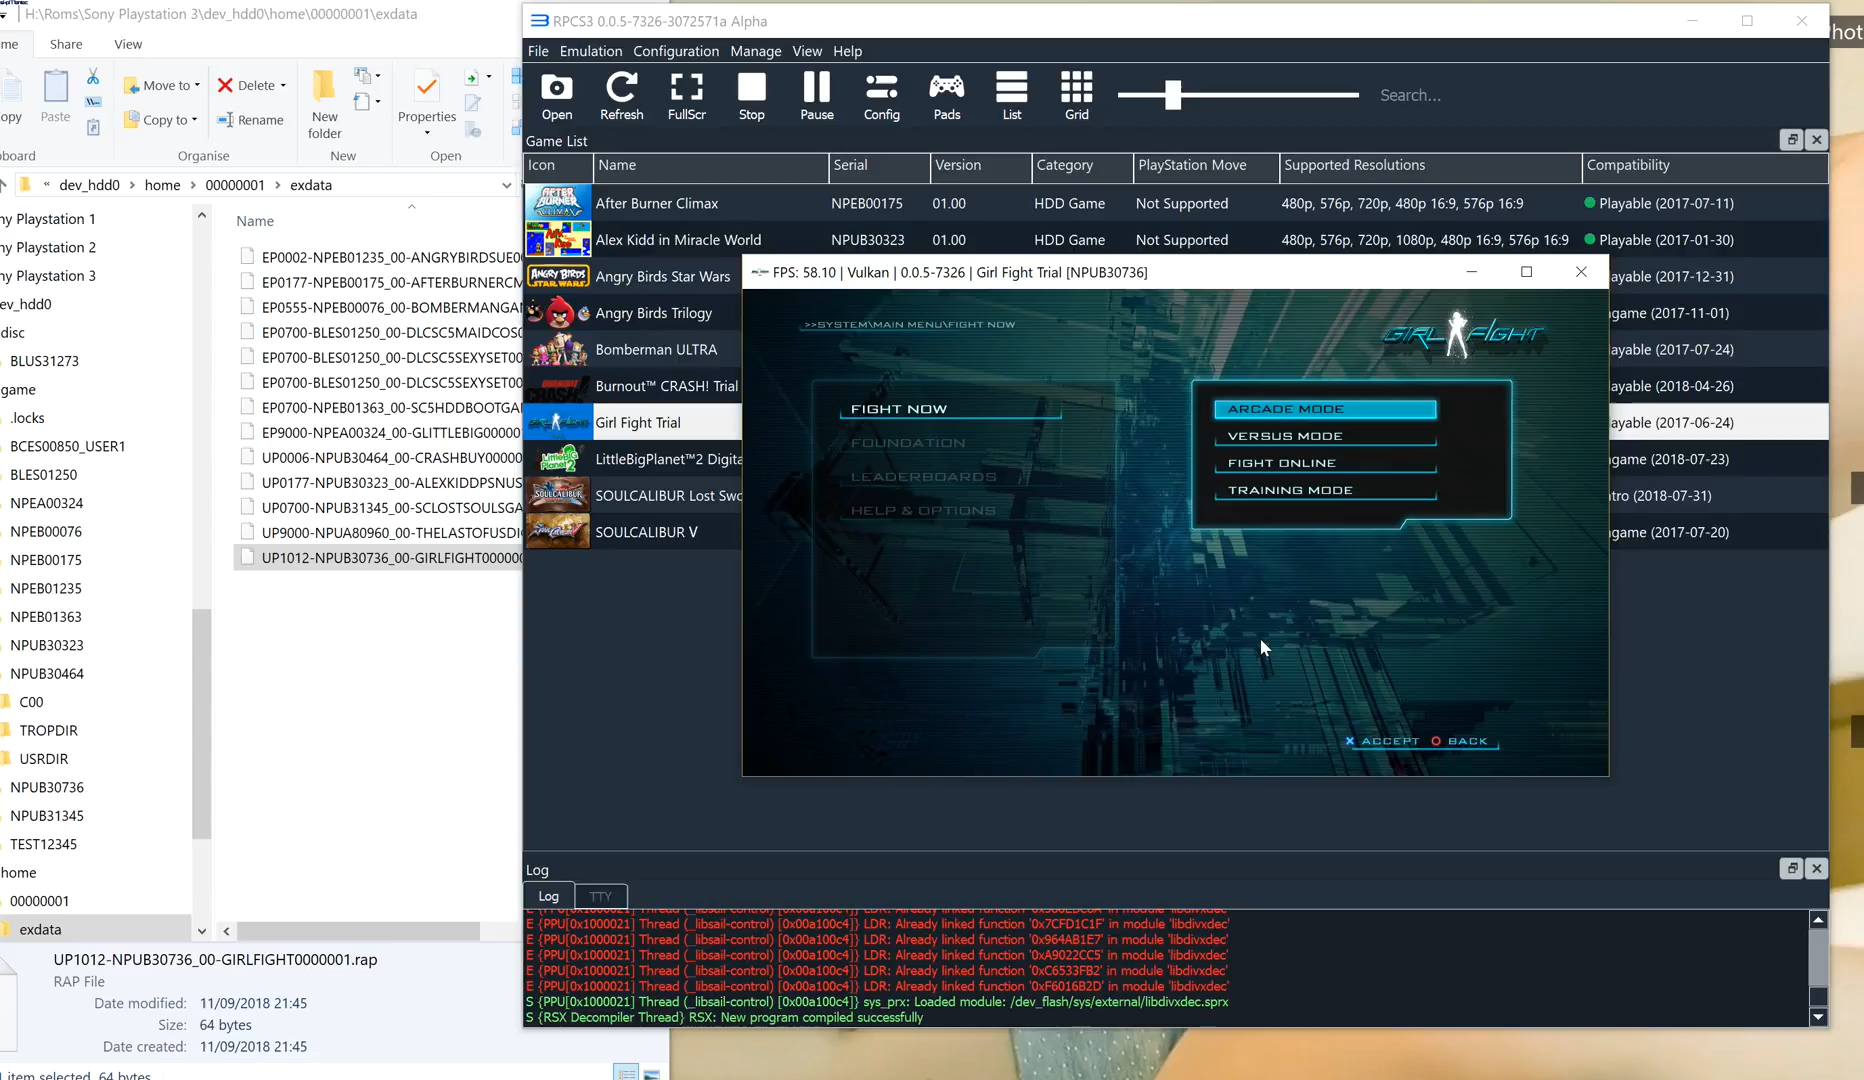 H:\Roms\Sony Playstation 3\dev_hdd0\home\00000001\exdata
me
Share
View
opy
Paste
Move to
Copy to
Delete
Rename
New folder
Properties
board
Organise
New
Open
« dev_hdd0 > home > 00000001 > exdata
Name
ny Playstation 1
ny Playstation 2
ny Playstation 3
ev_hdd0
disc
BLUS31273
game
.locks
BCES00850_USER1
BLES01250
NPEA00324
NPEB00076
NPEB00175
NPEB01235
NPEB01363
NPUB30323
NPUB30464
C00
TROPDIR
USRDIR
NPUB30736
NPUB31345
TEST12345
home
00000001
exdata
EP0002-NPEB01235_00-ANGRYBIRDSUE0
EP0177-NPEB00175_00-AFTERBURNERCM
EP0555-NPEB00076_00-BOMBERMANGA
EP0700-BLES01250_00-DLCSC5MAIDCOS
EP0700-BLES01250_00-DLCSC5SEXYSET00
EP0700-BLES01250_00-DLCSC5SEXYSET00
EP0700-NPEB01363_00-SC5HDDBOOTGA
EP9000-NPEA00324_00-GLITTLEBIG00000
UP0006-NPUB30464_00-CRASHBUY00000
UP0177-NPUB30323_00-ALEXKIDDPSNUS
UP0700-NPUB31345_00-SCLOSTSOULSGA
UP9000-NPUA80960_00-THELASTOFUSDI
UP1012-NPUB30736_00-GIRLFIGHT00000
UP1012-NPUB30736_00-GIRLFIGHT0000001.rap
RAP File
Date modified: 11/09/2018 21:45
Size: 64 bytes
Date created: 11/09/2018 21:45
item selected 64 bytes
RPCS3 0.0.5-7326-3072571a Alpha
File Emulation Configuration Manage View Help
Open Refresh FullScr Stop Pause Config Pads List Grid Search...
Game List
Icon Name Serial Version Category PlayStation Move Supported Resolutions Compatibility
After Burner Climax NPEB00175 01.00 HDD Game Not Supported 480p, 576p, 720p, 480p 16:9, 576p 16:9 Playable (2017-07-11)
Alex Kidd in Miracle World NPUB30323 01.00 HDD Game Not Supported 480p, 576p, 720p, 1080p, 480p 16:9, 576p 16:9 Playable (2017-01-30)
Angry Birds Star Wars ayable (2017-12-31)
Angry Birds Trilogy game (2017-11-01)
Bomberman ULTRA ayable (2017-07-24)
Burnout™ CRASH! Trial ayable (2018-04-26)
Girl Fight Trial ayable (2017-06-24)
LittleBigPlanet™2 Digita game (2018-07-23)
SOULCALIBUR Lost Swo tro (2018-07-31)
SOULCALIBUR V game (2017-07-20)
FPS: 58.10 | Vulkan | 0.0.5-7326 | Girl Fight Trial [NPUB30736]
>>SYSTEM\MAIN MENU\FIGHT NOW
GIRL FIGHT
FIGHT NOW
FOUNDATION
LEADERBOARDS
HELP & OPTIONS
ARCADE MODE
VERSUS MODE
FIGHT ONLINE
TRAINING MODE
ACCEPT BACK
Log
Log TTY
E {PPU[0x1000021] Thread (_libsail-control) [0x00a100c4]} LDR: Already linked function '0x7CFD1C1F' in module 'libdivxdec'
E {PPU[0x1000021] Thread (_libsail-control) [0x00a100c4]} LDR: Already linked function '0x964AB1E7' in module 'libdivxdec'
E {PPU[0x1000021] Thread (_libsail-control) [0x00a100c4]} LDR: Already linked function '0xA9022CC5' in module 'libdivxdec'
E {PPU[0x1000021] Thread (_libsail-control) [0x00a100c4]} LDR: Already linked function '0xC6533FB2' in module 'libdivxdec'
E {PPU[0x1000021] Thread (_libsail-control) [0x00a100c4]} LDR: Already linked function '0xF6016B2D' in module 'libdivxdec'
S {PPU[0x1000021] Thread (_libsail-control) [0x00a100c4]} sys_prx: Loaded module: /dev_flash/sys/external/libdivxdec.sprx
S {RSX Decompiler Thread} RSX: New program compiled successfully
hot